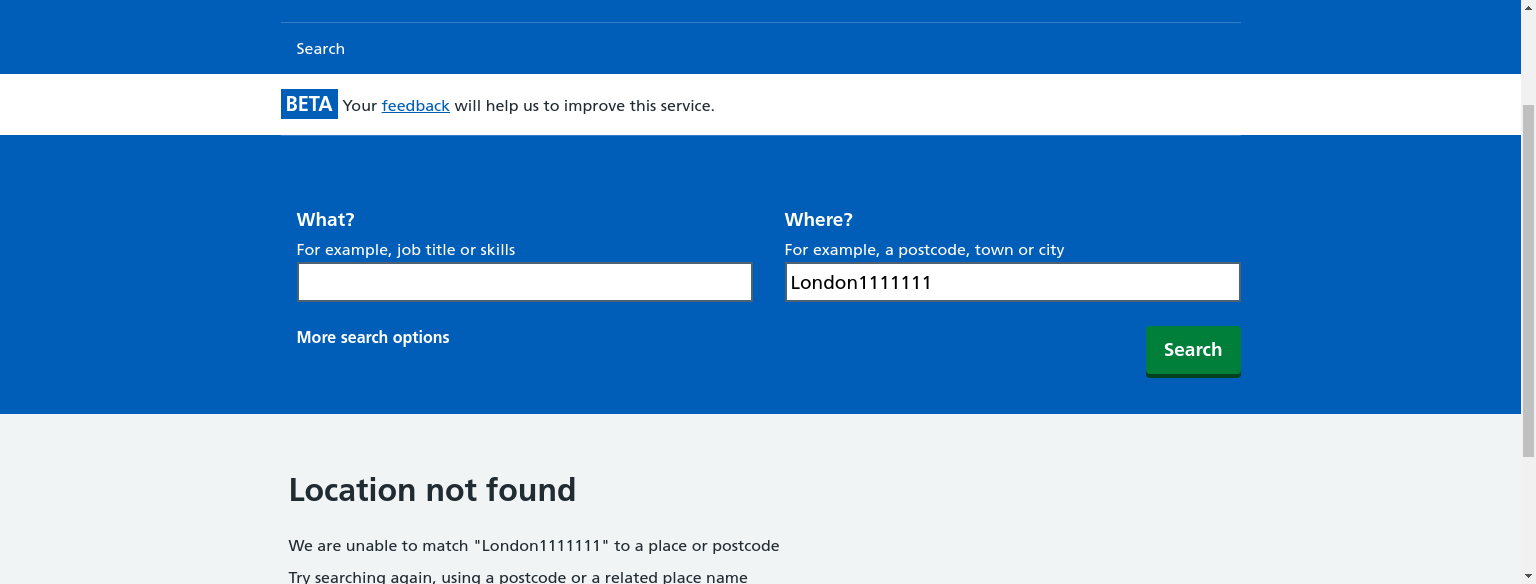 Search
BETA Your feedback will help us to improve this service.
What?
For example, job title or skills
Where?
For example, a postcode, town or city
London1111111
More search options
Search
Location not found
We are unable to match "London1111111" to a place or postcode
Try searching again, using a postcode or a related place name